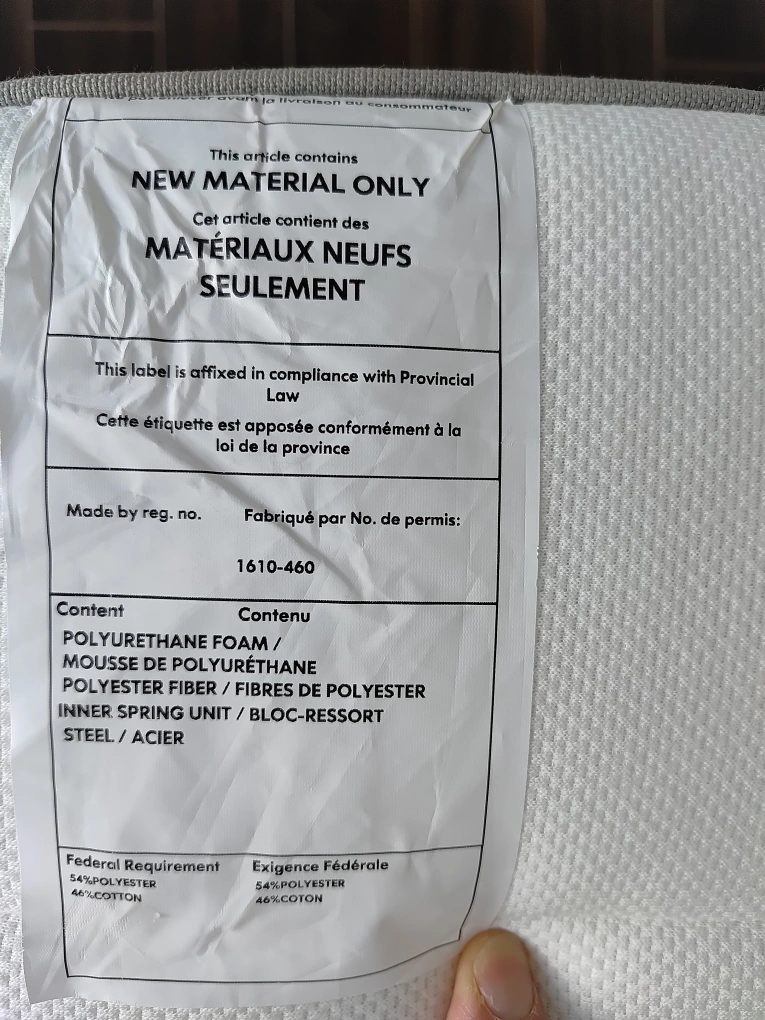 avant la livraison au consommateur
This article contains
NEW MATERIAL ONLY
Cet article contient des
MATÉRIAUX NEUFS
SEULEMENT
This label is affixed in compliance with Provincial
Law
Cette étiquette est apposée conformément à la
loi de la province
Made by reg. no. Fabriqué par No. de permis:
1610-460
Content Contenu
POLYURETHANE FOAM /
MOUSSE DE POLYURÉTHANE
POLYESTER FIBER / FIBRES DE POLYESTER
INNER SPRING UNIT / BLOC-RESSORT
STEEL / ACIER
Federal Requirement Exigence Fédérale
54%POLYESTER 54%POLYESTER
46%COTTON 46%COTON